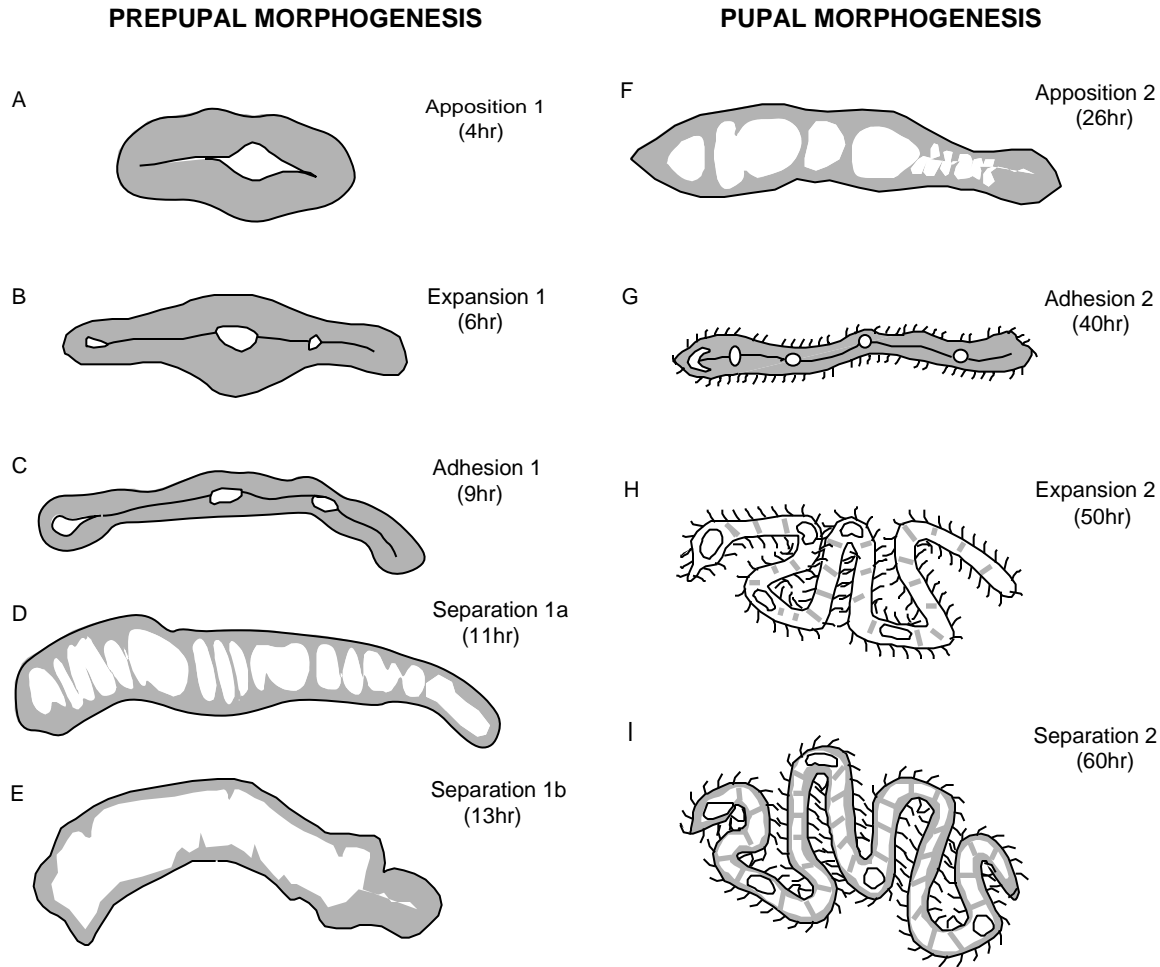 PREPUPAL MORPHOGENESIS
A
Apposition 1
(4hr)
B
Expansion 1
(6hr)
C
Adhesion 1
(9hr)
D
Separation 1a
(11hr)
E
Separation 1b
(13hr)
PUPAL MORPHOGENESIS
F
Apposition 2
(26hr)
G
Adhesion 2
(40hr)
H
Expansion 2
(50hr)
I
Separation 2
(60hr)